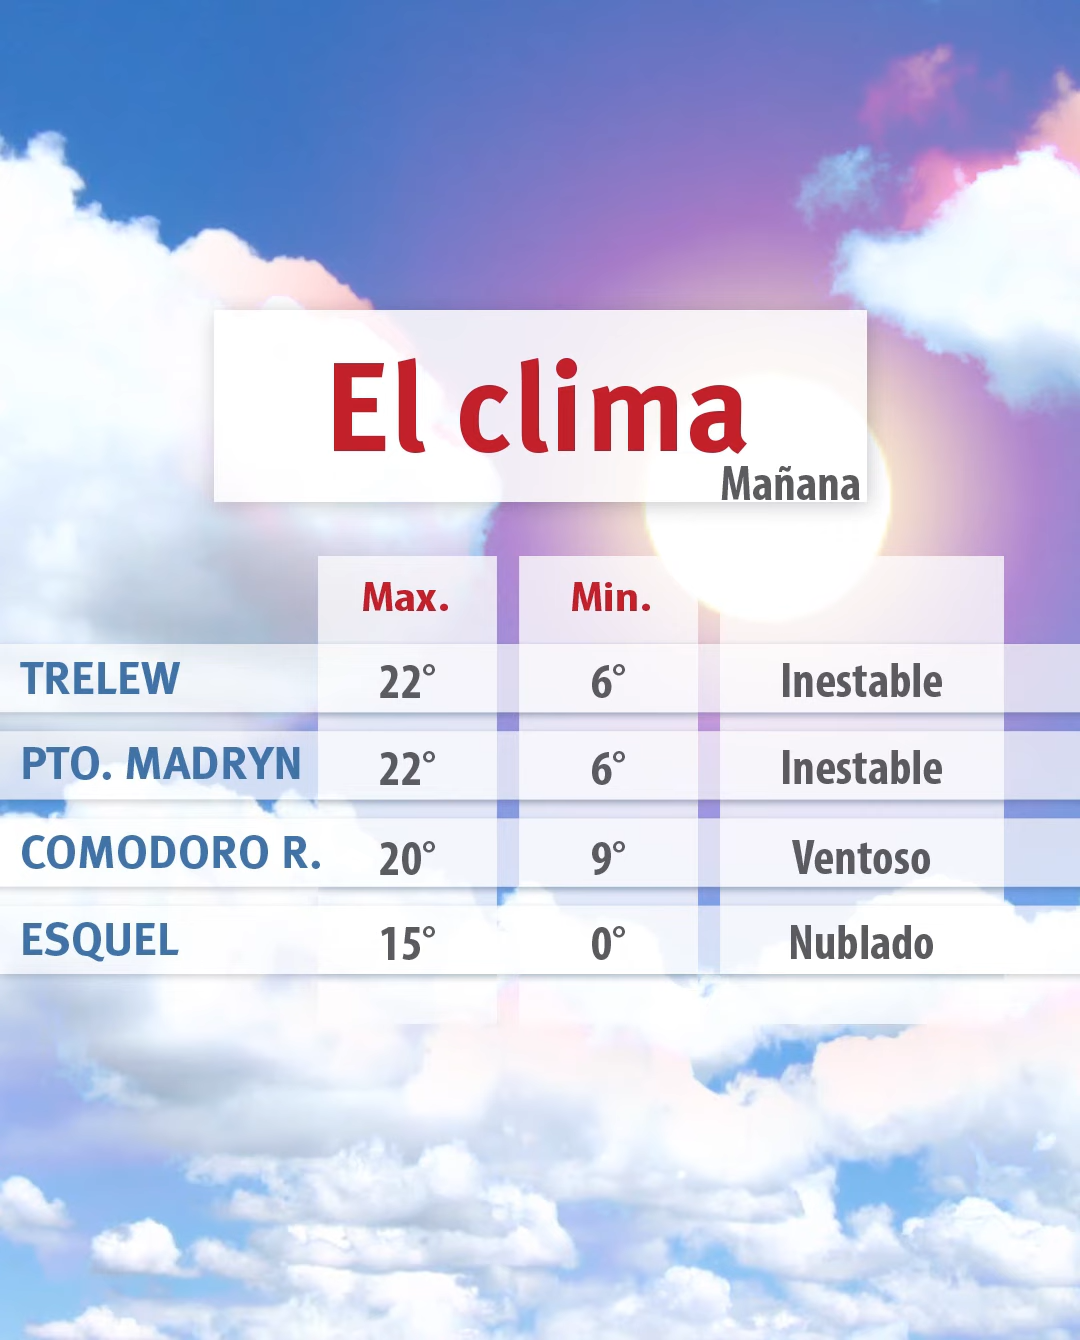 El clima
Mañana
Max. Min.
TRELEW 22° 6° Inestable
PTO. MADRYN 22° 6° Inestable
COMODORO R. 20° 9° Ventoso
ESQUEL 15° 0° Nublado